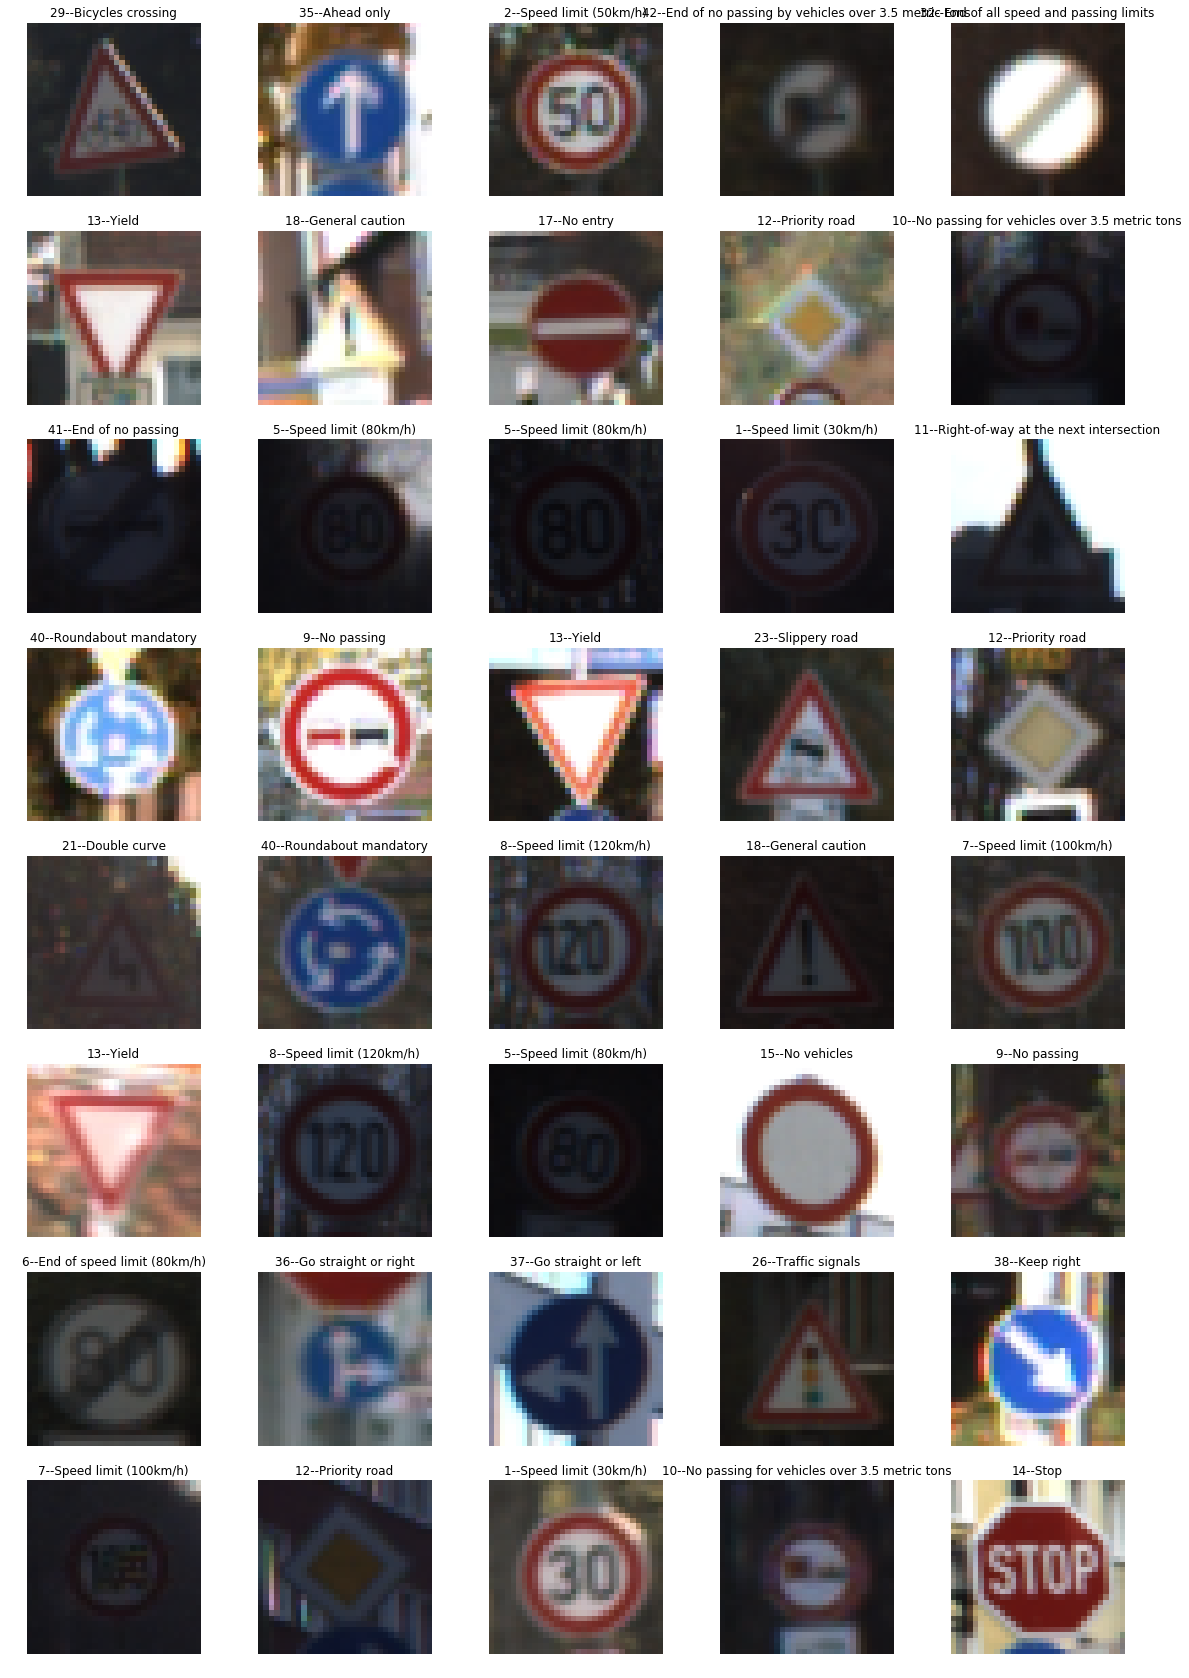 29--Bicycles crossing
35--Ahead only
2--Speed limit (50km/h)
42--End of no passing by vehicles over 3.5 metric tons
32--End of all speed and passing limits
50
13--Yield
18--General caution
17--No entry
12--Priority road
10--No passing for vehicles over 3.5 metric tons
41--End of no passing
5--Speed limit (80km/h)
5--Speed limit (80km/h)
1--Speed limit (30km/h)
11--Right-of-way at the next intersection
80
80
30
40--Roundabout mandatory
9--No passing
13--Yield
23--Slippery road
12--Priority road
21--Double curve
40--Roundabout mandatory
8--Speed limit (120km/h)
18--General caution
7--Speed limit (100km/h)
120
100
13--Yield
8--Speed limit (120km/h)
5--Speed limit (80km/h)
15--No vehicles
9--No passing
120
80
6--End of speed limit (80km/h)
36--Go straight or right
37--Go straight or left
26--Traffic signals
38--Keep right
80
7--Speed limit (100km/h)
12--Priority road
1--Speed limit (30km/h)
10--No passing for vehicles over 3.5 metric tons
14--Stop
30
STOP